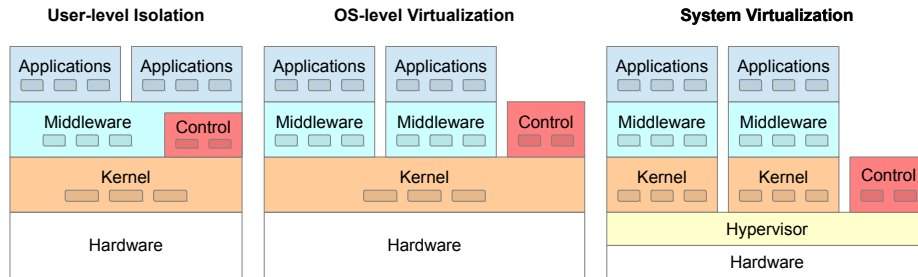 User-level Isolation
Applications
Applications
Middleware
Control
Kernel
Hardware
OS-level Virtualization
Applications
Applications
Middleware
Middleware
Control
Kernel
Hardware
System Virtualization
Applications
Applications
Middleware
Middleware
Kernel
Kernel
Control
Hypervisor
Hardware